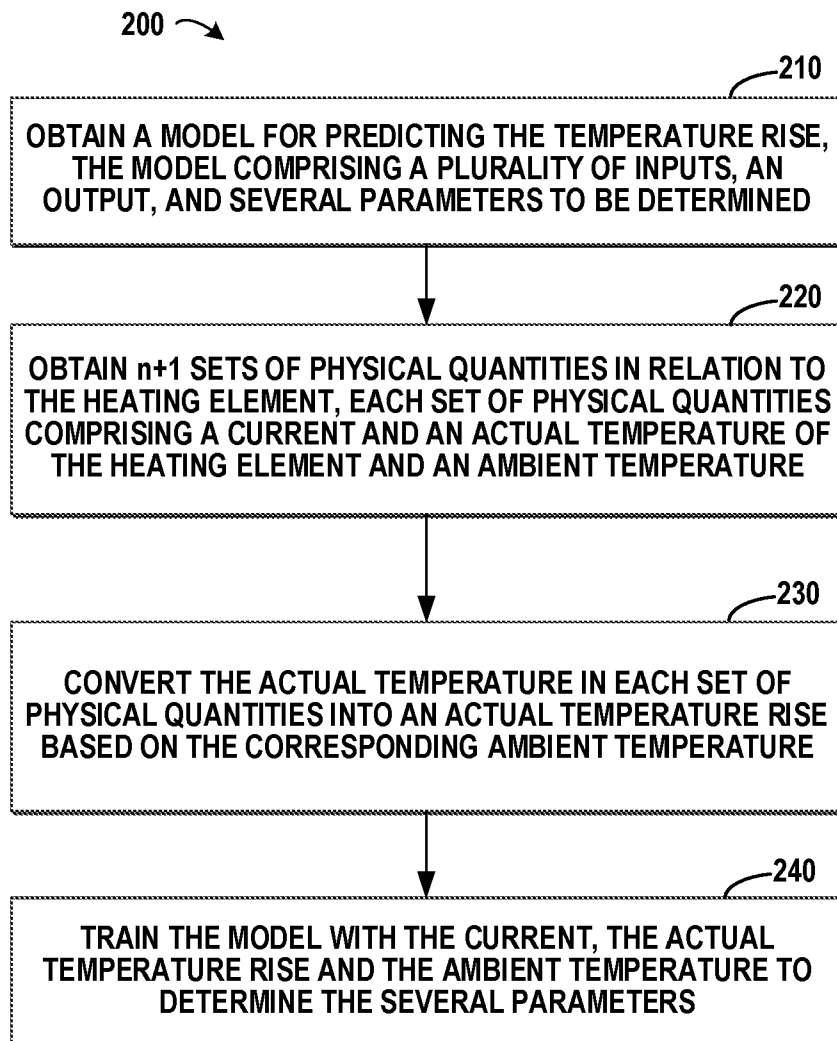 200
210
OBTAIN A MODEL FOR PREDICTING THE TEMPERATURE RISE,
THE MODEL COMPRISING A PLURALITY OF INPUTS, AN
OUTPUT, AND SEVERAL PARAMETERS TO BE DETERMINED
220
OBTAIN n+1 SETS OF PHYSICAL QUANTITIES IN RELATION TO
THE HEATING ELEMENT, EACH SET OF PHYSICAL QUANTITIES
COMPRISING A CURRENT AND AN ACTUAL TEMPERATURE OF
THE HEATING ELEMENT AND AN AMBIENT TEMPERATURE
230
CONVERT THE ACTUAL TEMPERATURE IN EACH SET OF
PHYSICAL QUANTITIES INTO AN ACTUAL TEMPERATURE RISE
BASED ON THE CORRESPONDING AMBIENT TEMPERATURE
240
TRAIN THE MODEL WITH THE CURRENT, THE ACTUAL
TEMPERATURE RISE AND THE AMBIENT TEMPERATURE TO
DETERMINE THE SEVERAL PARAMETERS